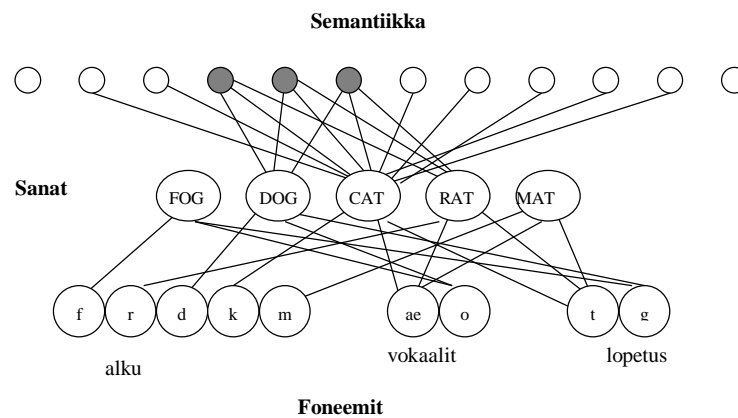 Semantiikka
Sanat
FOG DOG CAT RAT MAT
f r d k m ae o t g
alku vokaalit lopetus
Foneemit